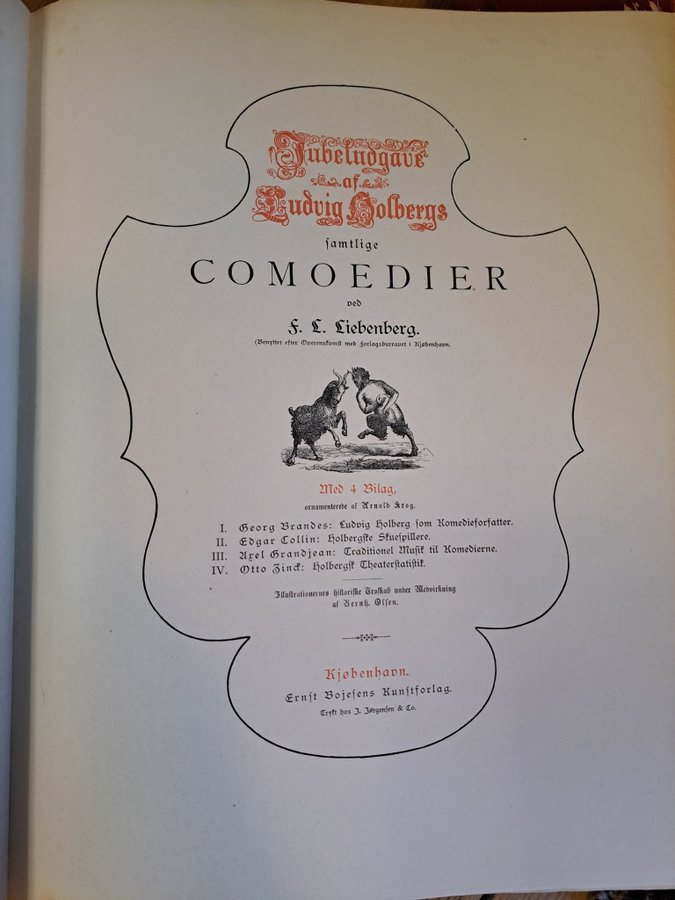 Jubeludgave
af
Ludvig Holbergs
samtlige
COMOEDIER
ved
F. L. Liebenberg.
(Benyttet efter Overenskomst med Forlagsbureauet i Kjøbenhavn.
Med 4 Bilag,
ornamenterede af Arnold Krog.
I. Georg Brandes: Ludvig Holberg som Komedieforfatter.
II. Edgar Collin: Holbergske Skuespillere.
III. Axel Grandjean: Traditionel Musik til Komedierne.
IV. Otto Zinck: Holbergsk Theaterstatistik.
Illustrationernes historiske Troskab under Medvirkning
af Bernh. Olsen.
Kjøbenhavn.
Ernst Bojesens Kunstforlag.
Trykt hos J. Jørgensen & Co.